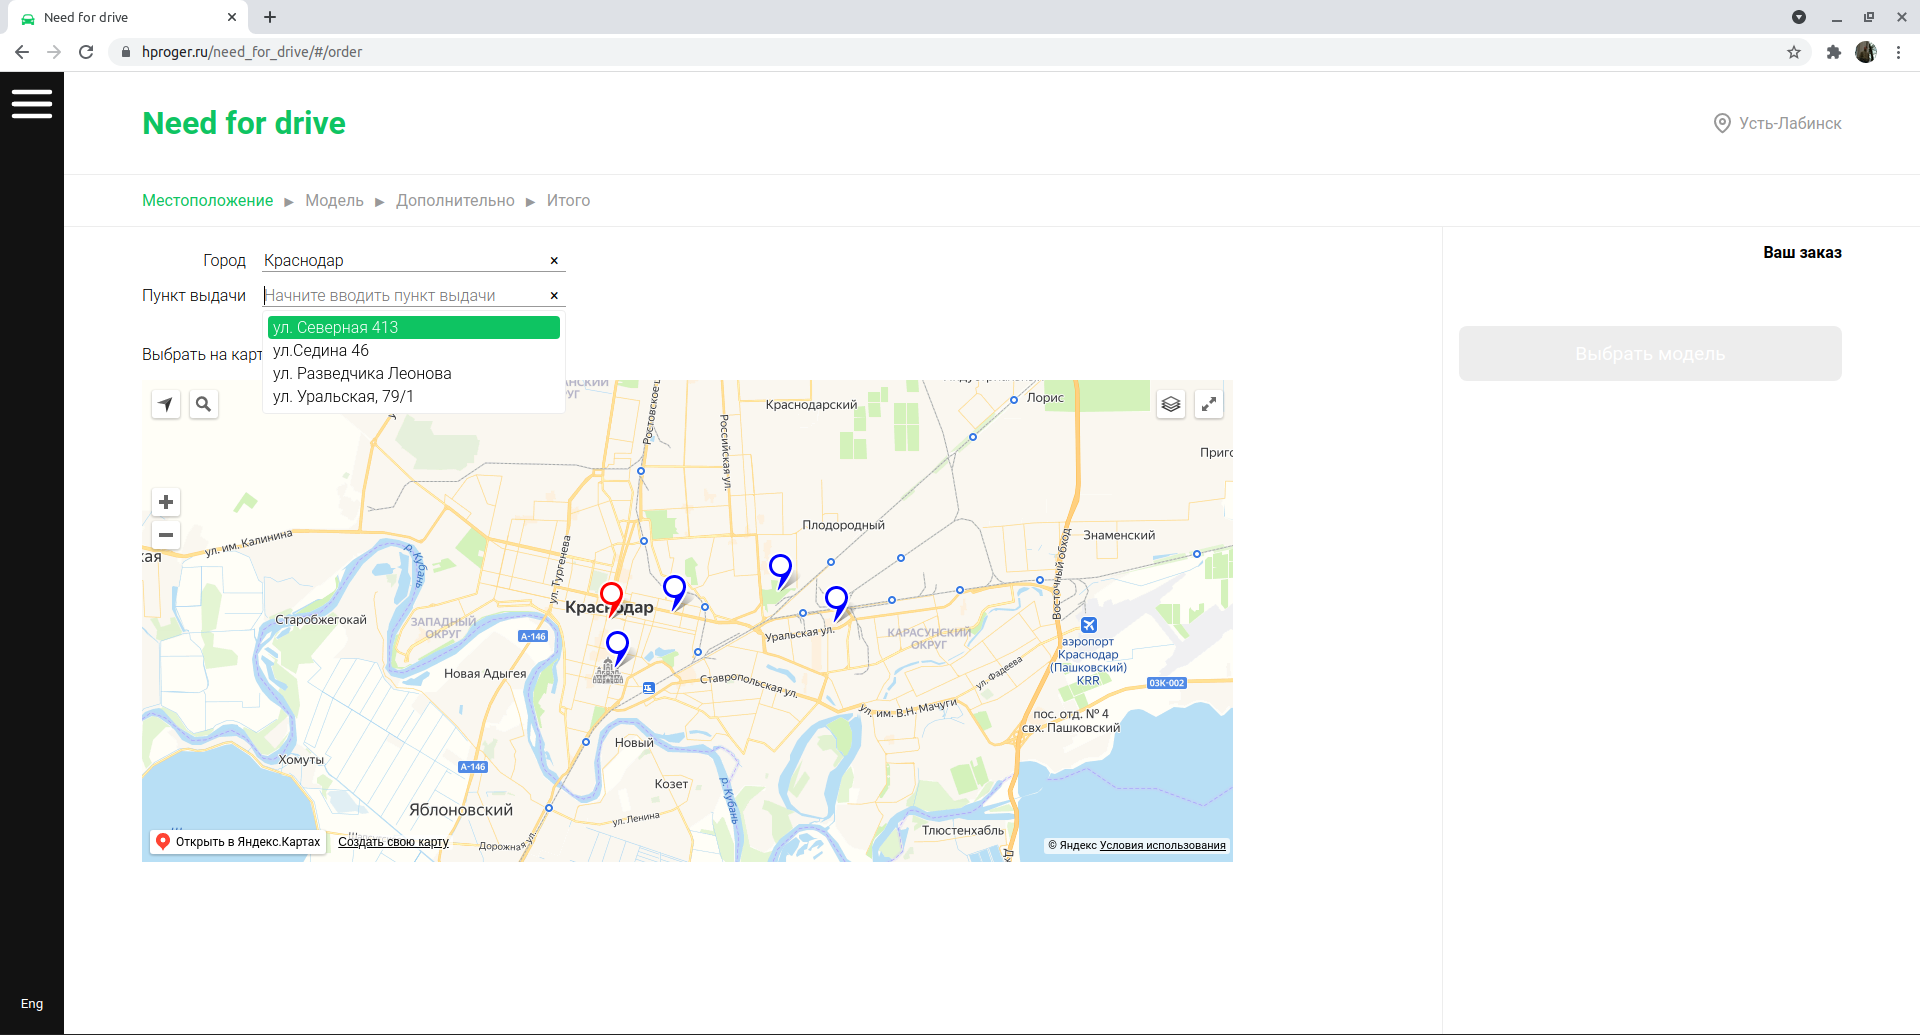 Need for drive
hproger.ru/need_for_drive/#/order
Need for drive
Усть-Лабинск
Местоположение ▶ Модель ▶ Дополнительно ▶ Итого
Город Краснодар ×
Пункт выдачи Начните вводить пункт выдачи ×
ул. Северная 413
ул.Седина 46
ул. Разведчика Леонова
ул. Уральская, 79/1
Выбрать на карт
Ваш заказ
Выбрать модель
Краснодарский
Лорис
Ростовское
Российская ул.
Приго
Плодородный
Знаменский
ул. им. Калинина
р. Кубань
ул. Тургенева
Восточный обход
кая
Краснодар
Старобжегокай
ЗАПАДНЫЙ
ОКРУГ
А-146
Уральская ул.
КАРАСУНСКИЙ
ОКРУГ
аэропорт
Краснодар
(Пашковский)
KRR
Новая Адыгея
Ставропольская ул.
ул. Фадеева
03К-002
ул. им. В.Н. Мачуги
пос. отд. № 4
свх. Пашковский
Новый
Хомуты
А-146
Козет
р. Кубань
Яблоновский
ул. Ленина
Тлюстенхабль
Дорожная ул.
Открыть в Яндекс.Картах
Создать свою карту
© Яндекс Условия использования
Eng